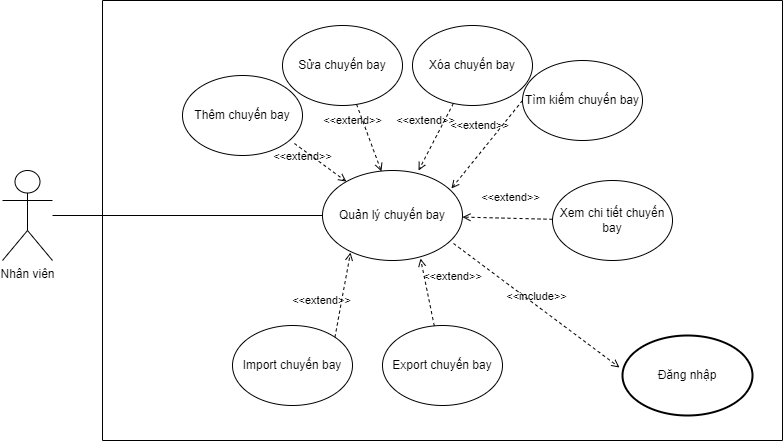 Sửa chuyến bay
Xóa chuyến bay
Tìm kiếm chuyến bay
Thêm chuyến bay
<<extend>>
<<extend>>
<<extend>>
<<extend>>
Quản lý chuyến bay
<<extend>>
Xem chi tiết chuyến
bay
Nhân viên
<<extend>>
<<extend>>
<<include>>
Import chuyến bay
Export chuyến bay
Đăng nhập